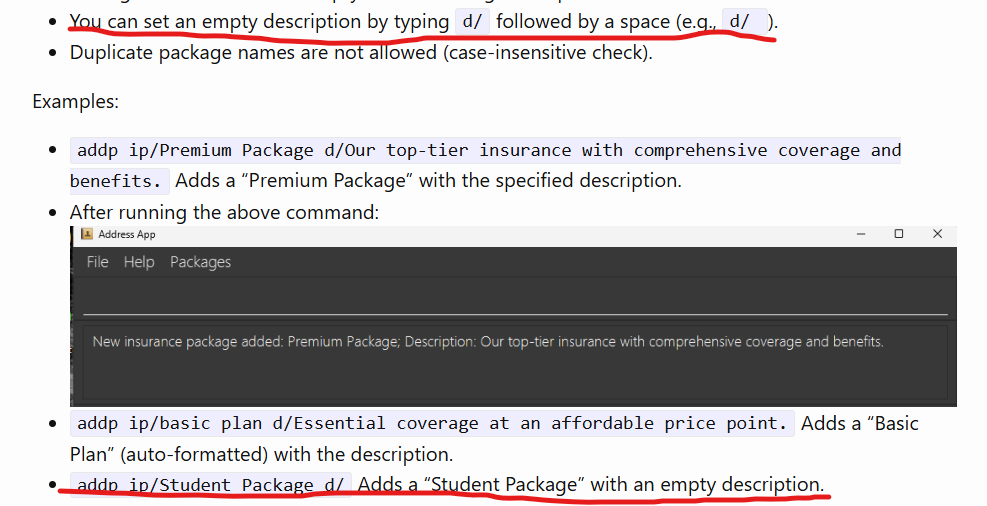 You can set an empty description by typing d/ followed by a space (e.g., d/ ).
Duplicate package names are not allowed (case-insensitive check).
Examples:
addp ip/Premium Package d/Our top-tier insurance with comprehensive coverage and
benefits. Adds a “Premium Package” with the specified description.
After running the above command:
Address App
File Help Packages
New insurance package added: Premium Package; Description: Our top-tier insurance with comprehensive coverage and benefits.
addp ip/basic plan d/Essential coverage at an affordable price point. Adds a “Basic
Plan” (auto-formatted) with the description.
addp ip/Student Package d/ Adds a “Student Package” with an empty description.